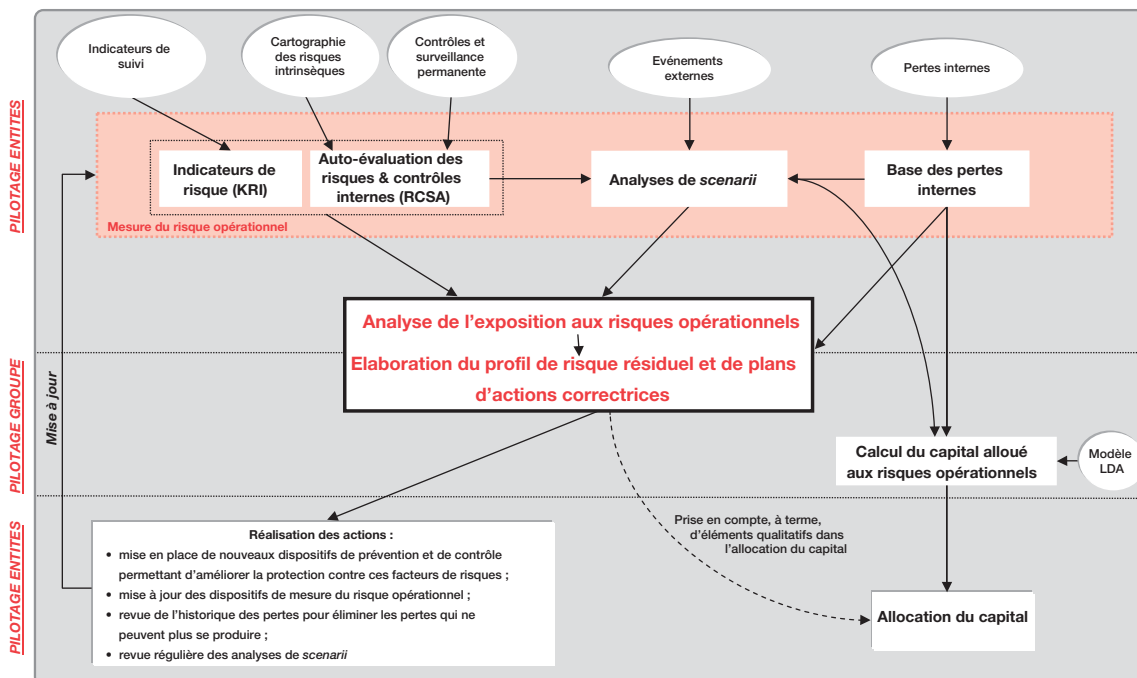 Indicateurs de
suivi
Cartographie
des risques
intrinsèques
Contrôles et
surveillance
permanente
Evénements
externes
Pertes internes
PILOTAGE ENTITES
Indicateurs de
risque (KRI)
Auto-évaluation des
risques & contrôles
internes (RCSA)
Analyses de scenarii
Base des pertes
internes
Mesure du risque opérationnel
Analyse de l'exposition aux risques opérationnels
Elaboration du profil de risque résiduel et de plans
d'actions correctrices
Mise à jour
PILOTAGE GROUPE
Calcul du capital alloué
aux risques opérationnels
Modèle
LDA
PILOTAGE ENTITES
Réalisation des actions :
• mise en place de nouveaux dispositifs de prévention et de contrôle
permettant d'améliorer la protection contre ces facteurs de risques ;
• mise à jour des dispositifs de mesure du risque opérationnel ;
• revue de l'historique des pertes pour éliminer les pertes qui ne
peuvent plus se produire ;
• revue régulière des analyses de scenarii
Prise en compte, à terme,
d'éléments qualitatifs dans
l'allocation du capital
Allocation du capital